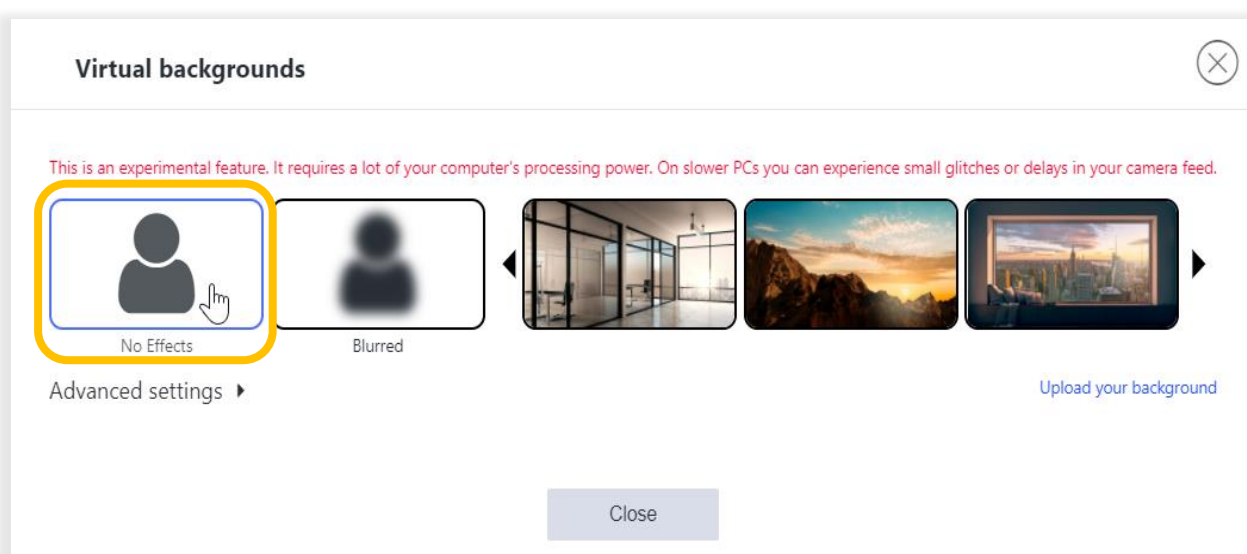 Virtual backgrounds
This is an experimental feature. It requires a lot of your computer's processing power. On slower PCs you can experience small glitches or delays in your camera feed.
No Effects
Blurred
Advanced settings
Upload your background
Close